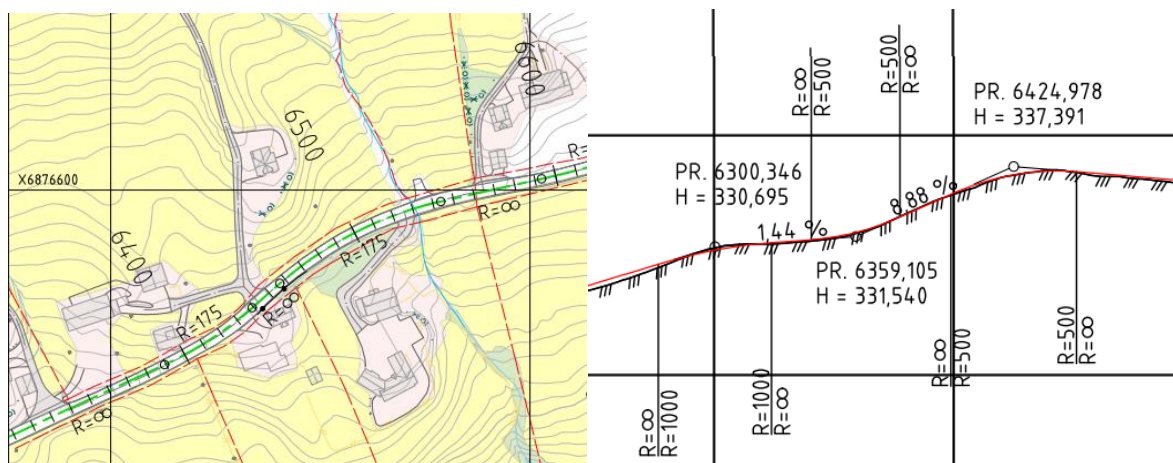 X6876600
6400
6500
6600
R=∞
R=175
R=∞
R=175
R=∞
R=
PR. 6300,346
H = 330,695
1,44 %
PR. 6359,105
H = 331,540
8,88 %
PR. 6424,978
H = 337,391
R=∞
R=500
R=500
R=∞
R=∞
R=1000
R=1000
R=∞
R=∞
R=500
R=500
R=∞